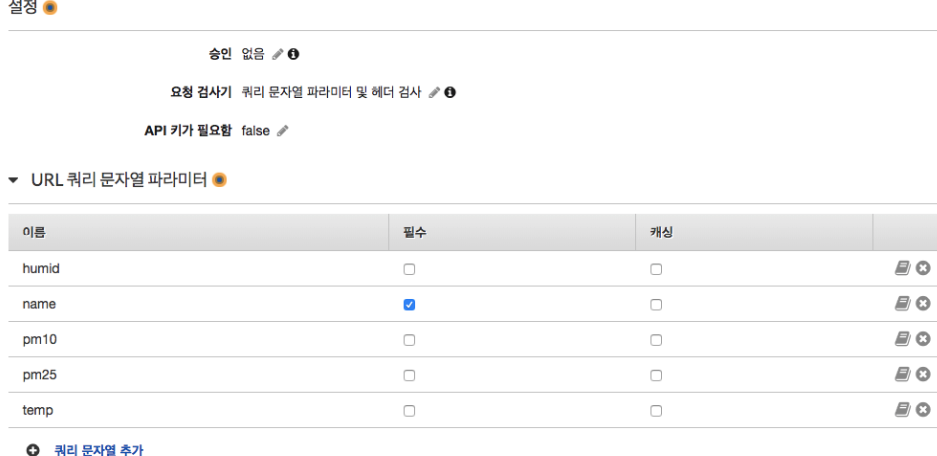 설정
승인 없음
요청 검사기 쿼리 문자열 파라미터 및 헤더 검사
API 키가 필요함 false
URL 쿼리 문자열 파라미터
이름 필수 캐싱
humid
name
pm10
pm25
temp
쿼리 문자열 추가